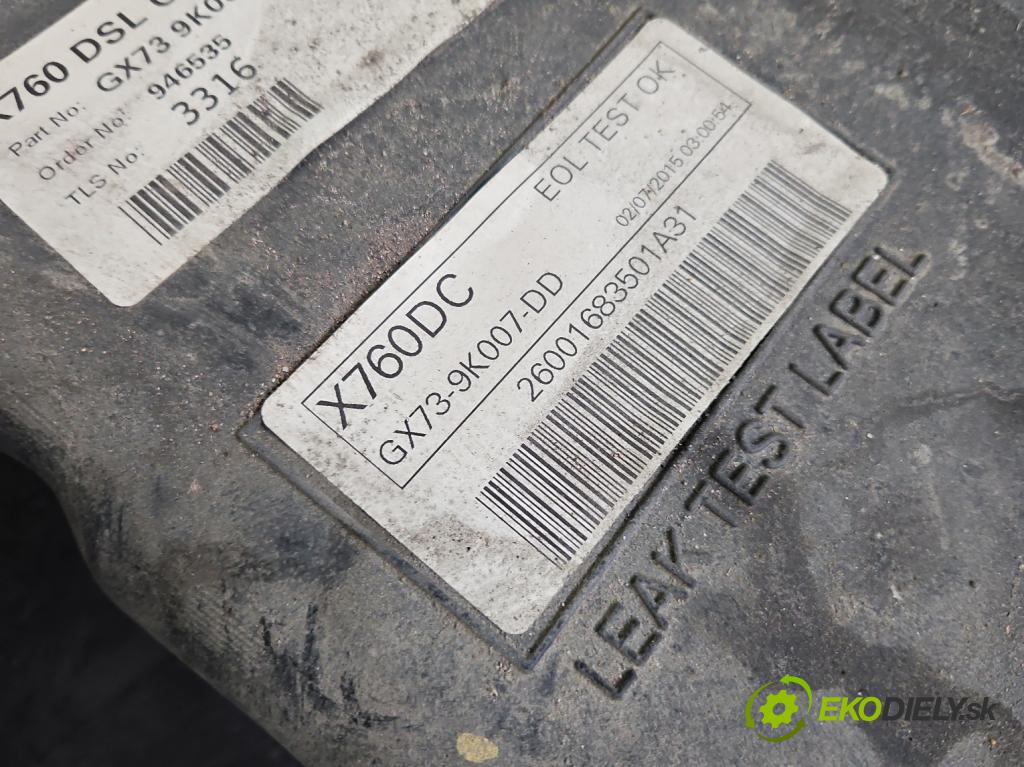 X760 DSL
Part No: GX73 9K0
Order No: 946535
TLS No: 3316
X760DC EOL TEST OK
GX73-9K007-DD 02/07/2015 03:00:54
26001683501A31
LEAK TEST LABEL
EKODIELY.sk